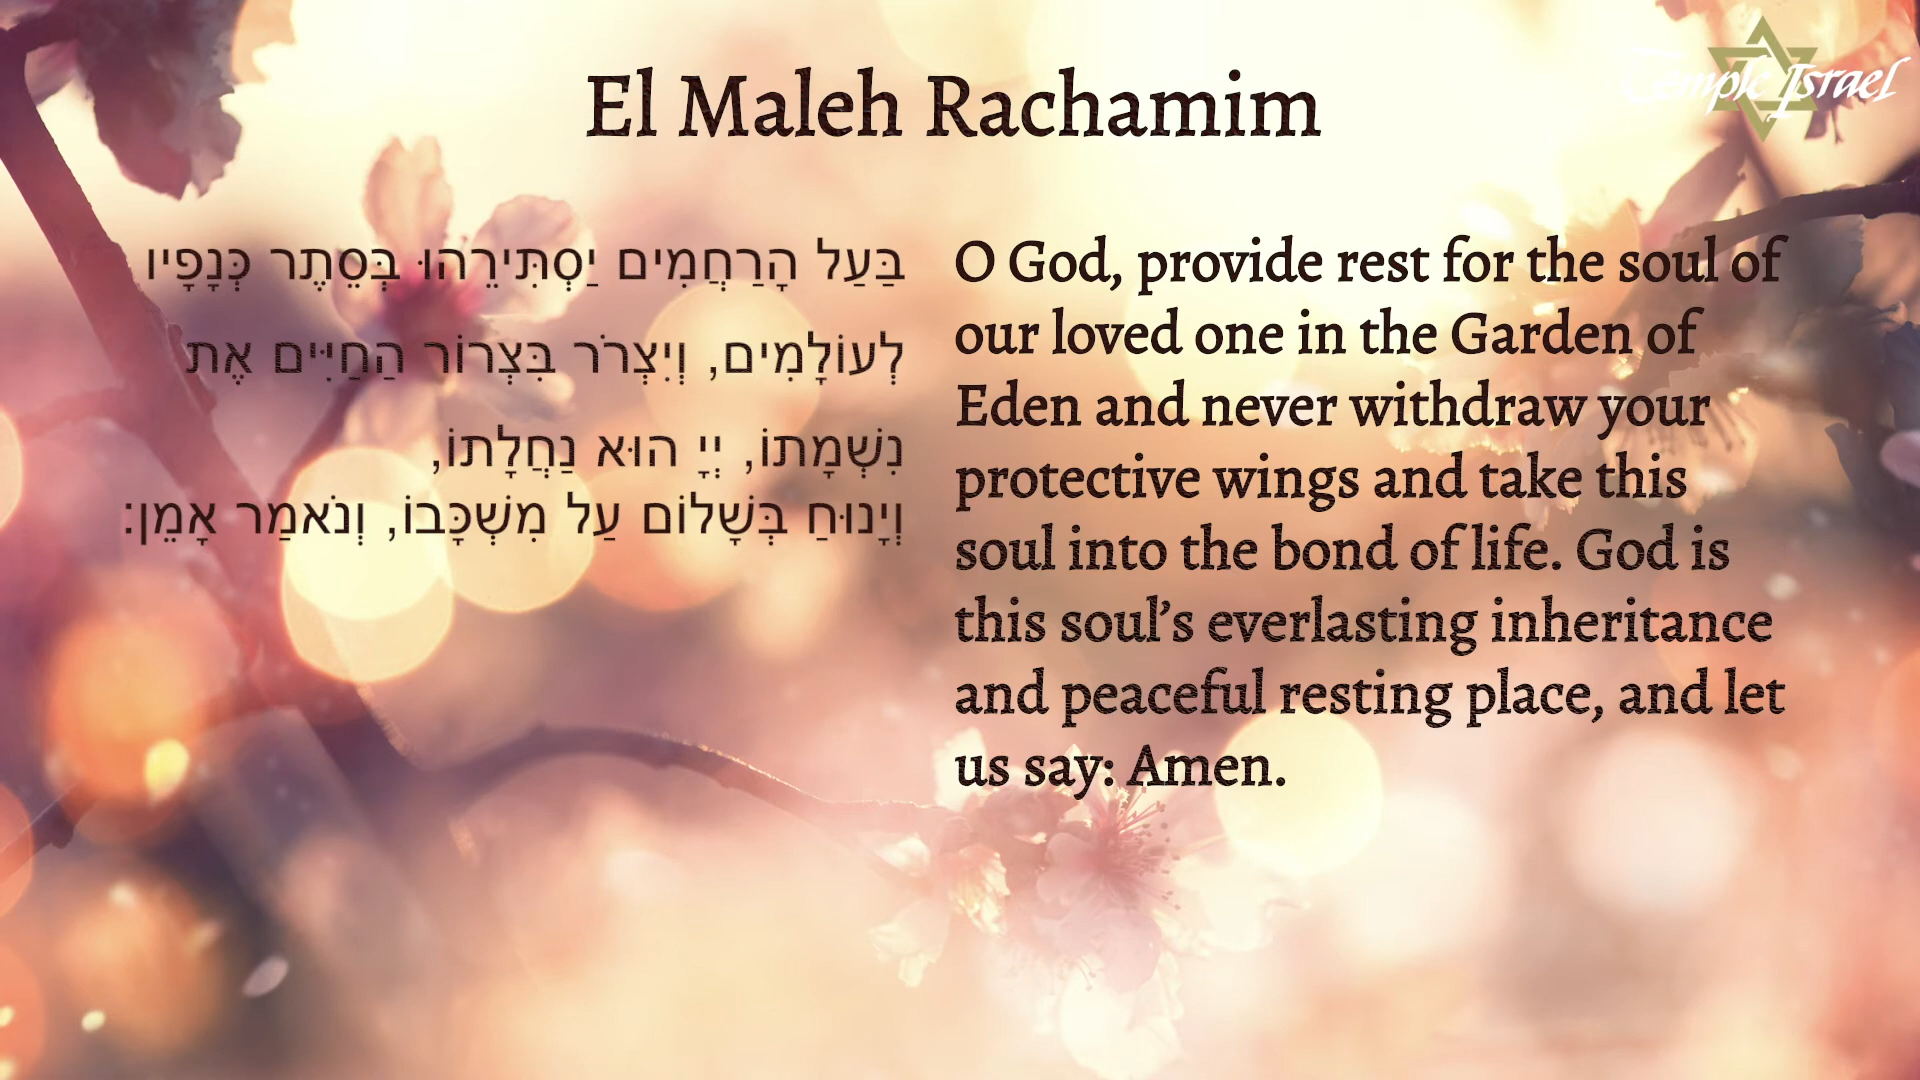 El Maleh Rachamim
Temple Israel
בַּעַל הָרַחֲמִים יַסְתִּירֵהוּ בְּסֵתֶר כְּנָפָיו
לְעוֹלָמִים, וְיִצְרֹר בִּצְרוֹר הַחַיִּים אֶת
נִשְׁמָתוֹ, יְיָ הוּא נַחֲלָתוֹ,
וְיָנוּחַ בְּשָׁלוֹם עַל מִשְׁכָּבוֹ, וְנֹאמַר אָמֵן:
O God, provide rest for the soul of
our loved one in the Garden of
Eden and never withdraw your
protective wings and take this
soul into the bond of life. God is
this soul’s everlasting inheritance
and peaceful resting place, and let
us say: Amen.